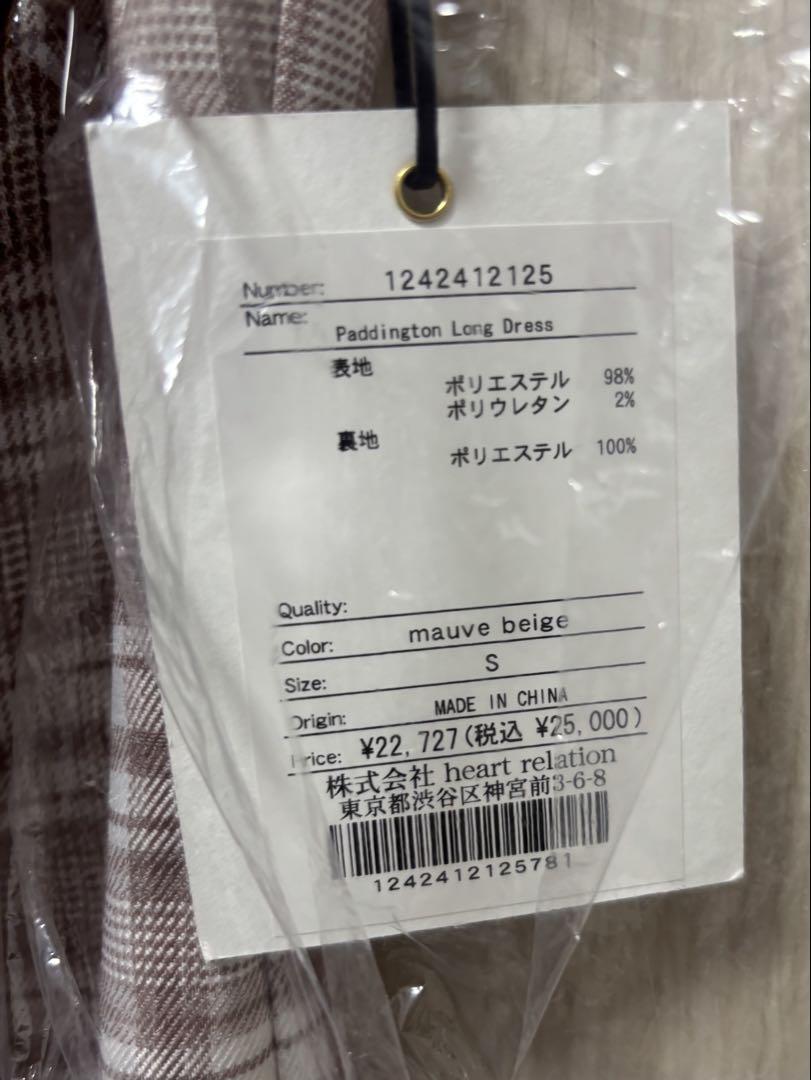 Number: 1242412125
Name: Paddington Long Dress
表地
ポリエステル 98%
ポリウレタン 2%
裏地
ポリエステル 100%
Quality:
Color: mauve beige
Size: S
Origin: MADE IN CHINA
Price: ¥22,727(税込 ¥25,000)
株式会社 heart relation
東京都渋谷区神宮前3-6-8
1242412125781